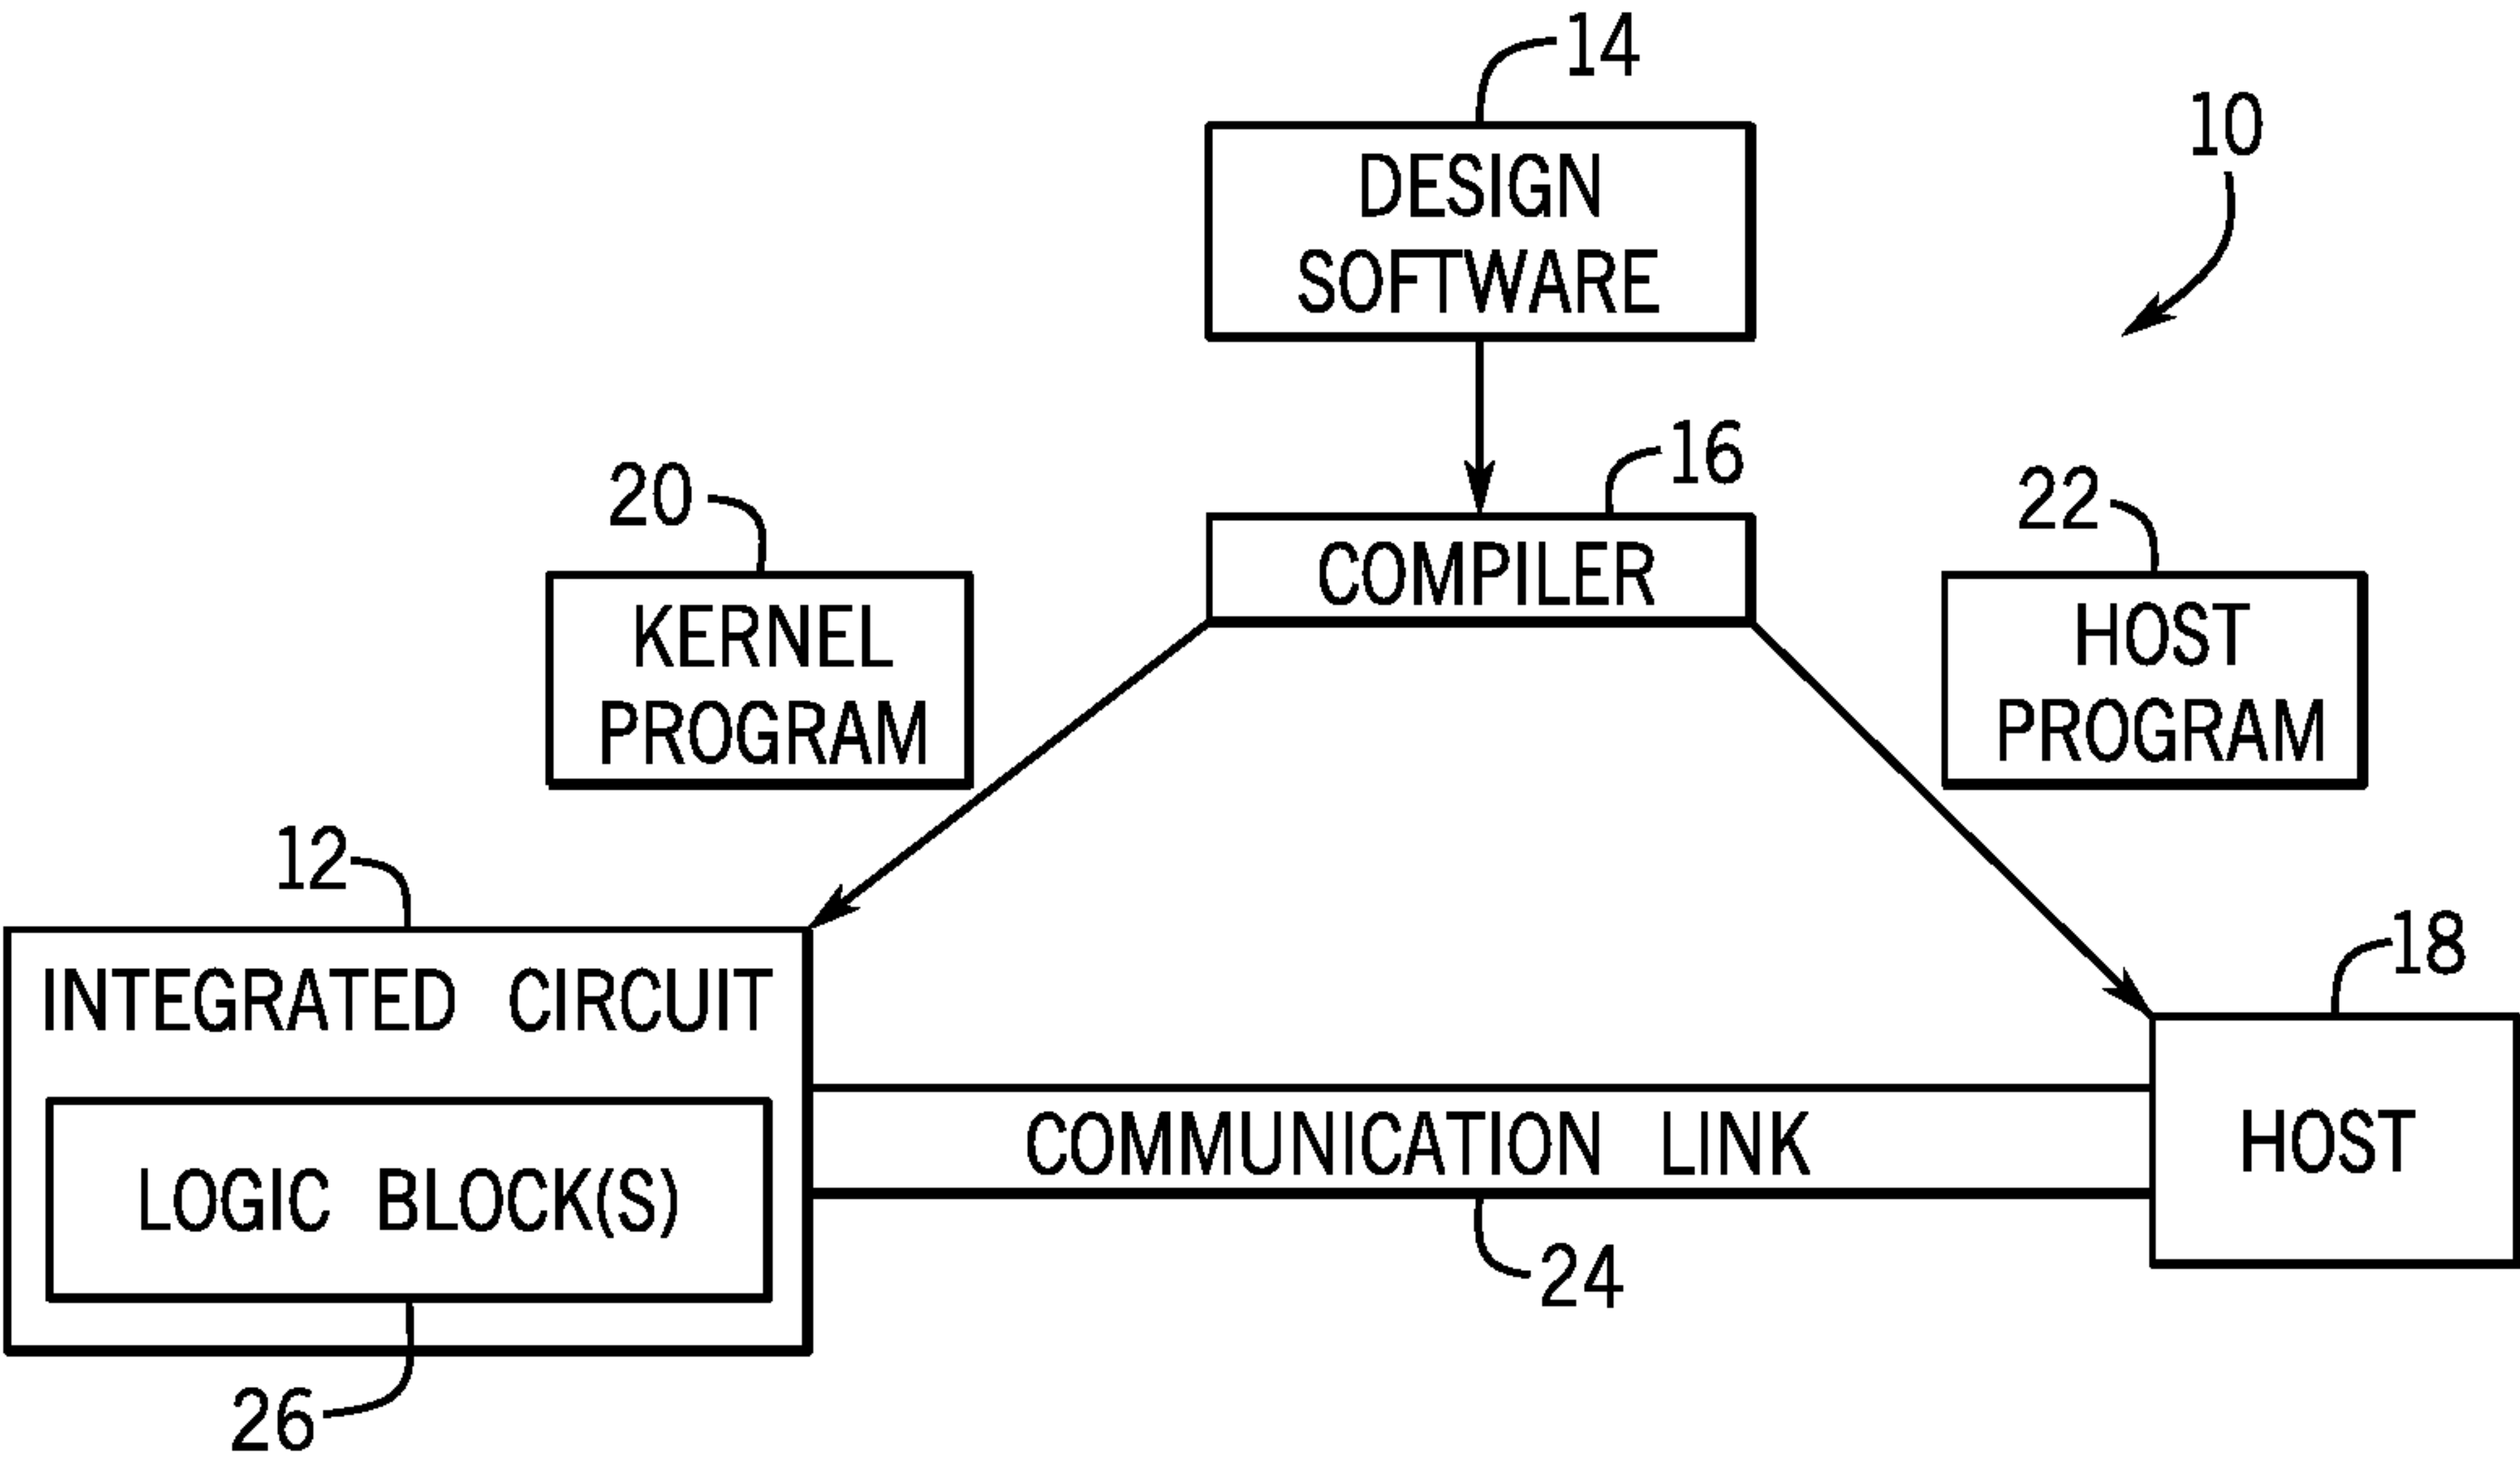 14
10
DESIGN
SOFTWARE
16
20
22
COMPILER
KERNEL
PROGRAM
HOST
PROGRAM
12
18
INTEGRATED CIRCUIT
COMMUNICATION LINK
HOST
LOGIC BLOCK(S)
24
26